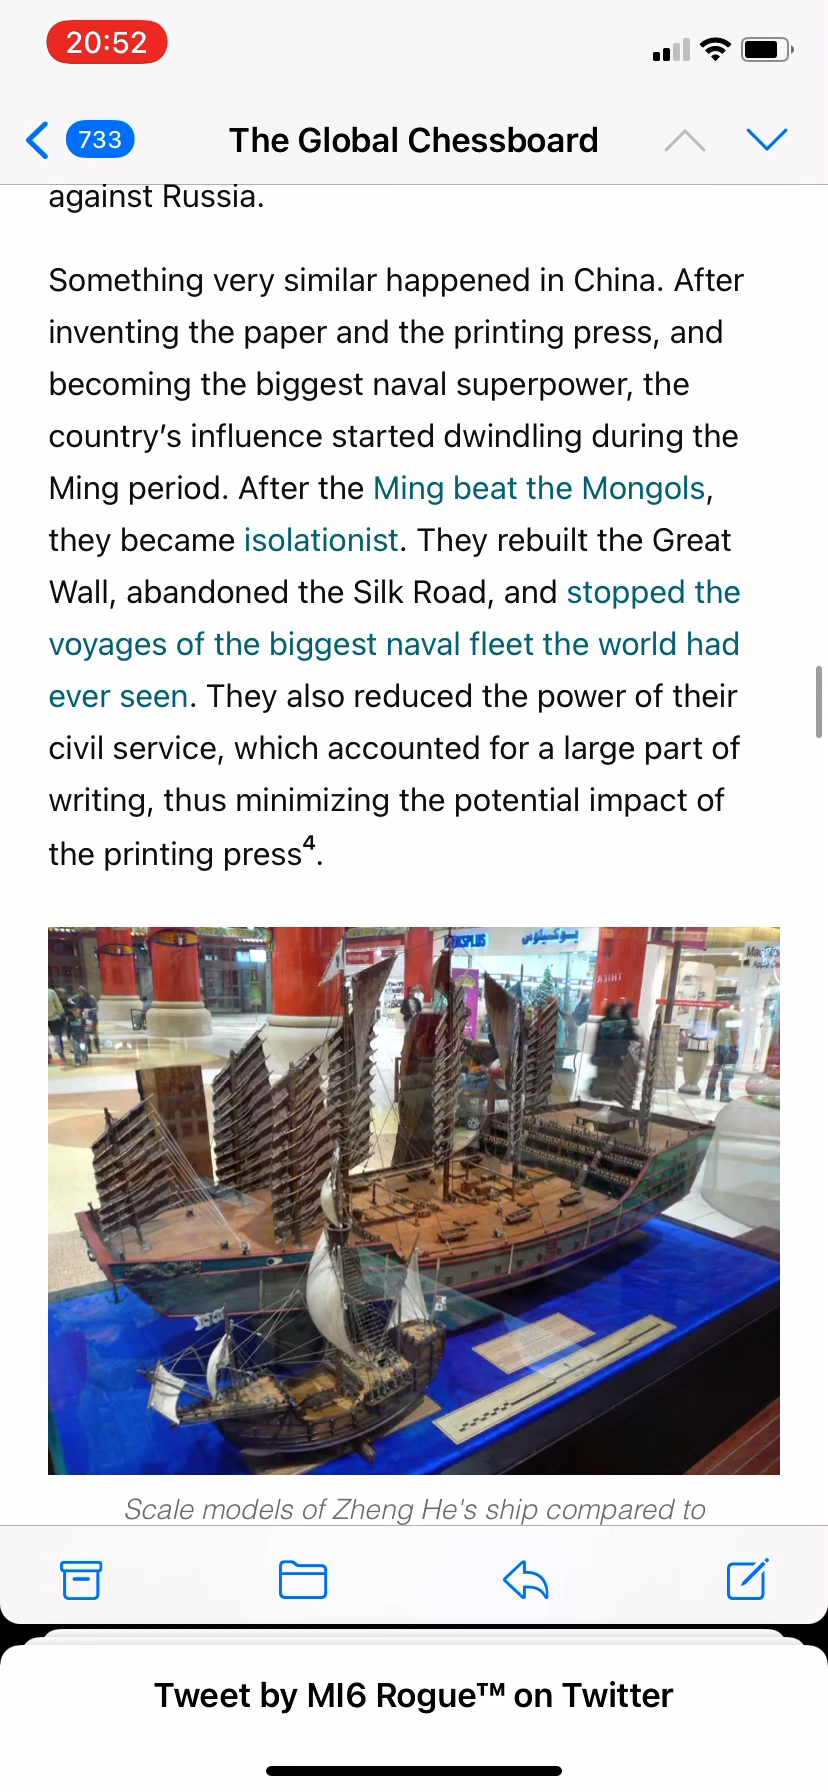 20:52
733
The Global Chessboard
against Russia.
Something very similar happened in China. After
inventing the paper and the printing press, and
becoming the biggest naval superpower, the
country’s influence started dwindling during the
Ming period. After the Ming beat the Mongols,
they became isolationist. They rebuilt the Great
Wall, abandoned the Silk Road, and stopped the
voyages of the biggest naval fleet the world had
ever seen. They also reduced the power of their
civil service, which accounted for a large part of
writing, thus minimizing the potential impact of
the printing press⁴.
Scale models of Zheng He's ship compared to
Tweet by MI6 Rogue™ on Twitter